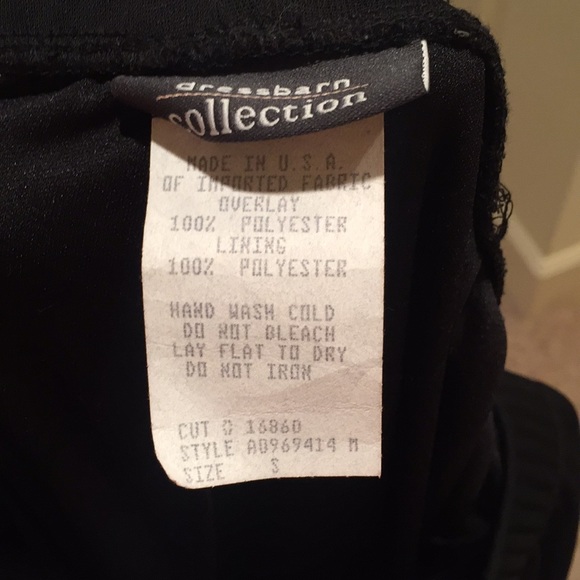 dressbarn
collection
MADE IN U.S.A.
OF IMPORTED FABRIC
OVERLAY
100% POLYESTER
LINING
100% POLYESTER
HAND WASH COLD
DO NOT BLEACH
LAY FLAT TO DRY
DO NOT IRON
CUT # 16860
STYLE A0969414 M
SIZE S